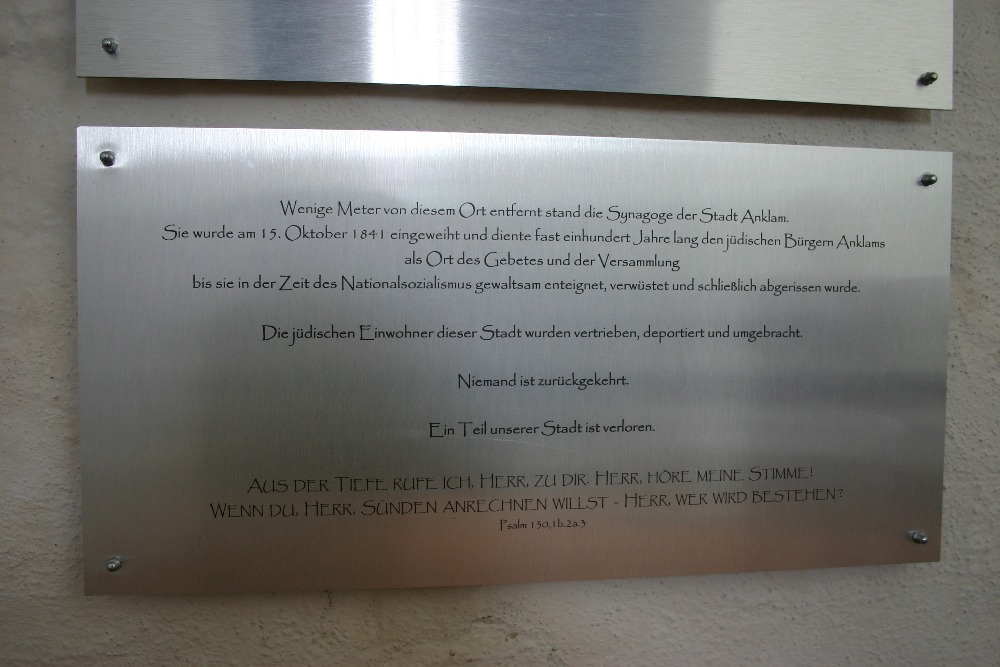 Wenige Meter von diesem Ort entfernt stand die Synagoge der Stadt Anklam.
Sie wurde am 15. Oktober 1841 eingeweiht und diente fast einhundert Jahre lang den jüdischen Bürgern Anklams
als Ort des Gebetes und der Versammlung
bis sie in der Zeit des Nationalsozialismus gewaltsam enteignet, verwüstet und schließlich abgerissen wurde.
Die jüdischen Einwohner dieser Stadt wurden vertrieben, deportiert und umgebracht.
Niemand ist zurückgekehrt.
Ein Teil unserer Stadt ist verloren.
AUS DER TIEFE RUFE ICH, HERR, ZU DIR: HERR, HÖRE MEINE STIMME!
WENN DU, HERR, SÜNDEN ANRECHNEN WILLST - HERR, WER WIRD BESTEHEN?
Psalm 130,1b.2a.3